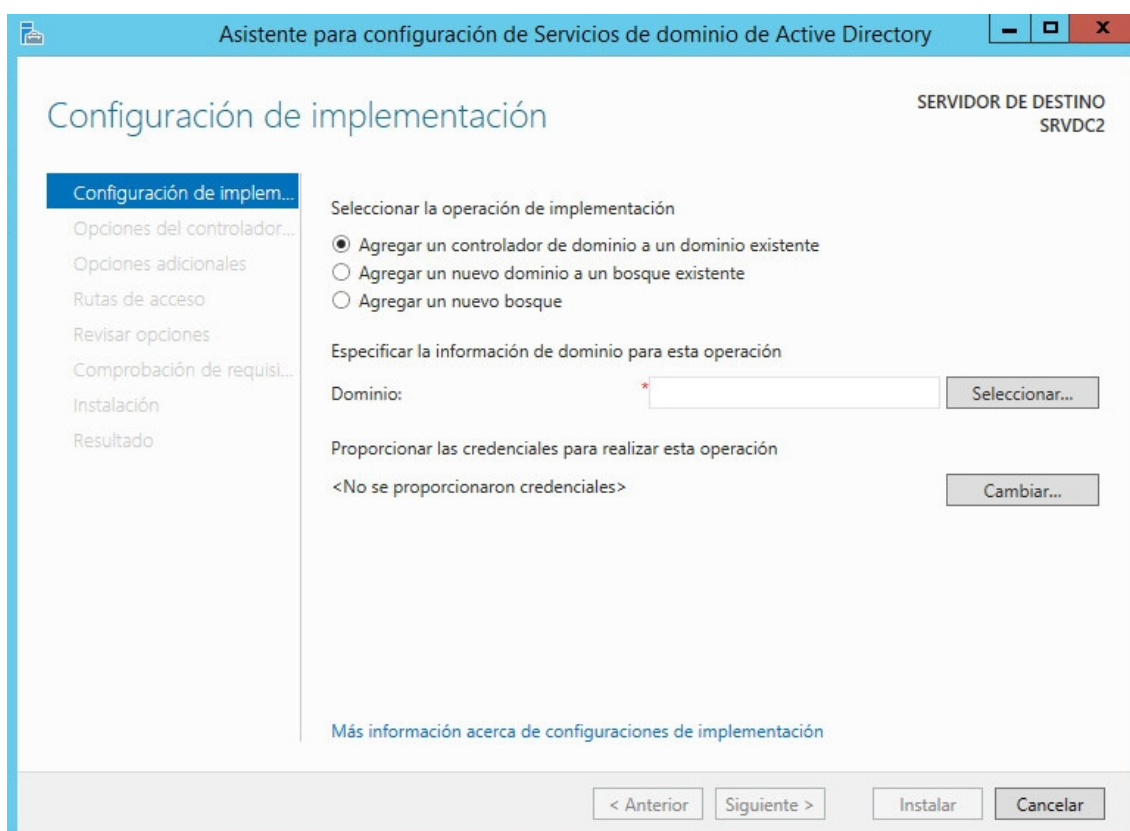 Asistente para configuración de Servicios de dominio de Active Directory
Configuración de implementación
SERVIDOR DE DESTINO
SRVDC2
Configuración de implem...
Opciones del controlador...
Opciones adicionales
Rutas de acceso
Revisar opciones
Comprobación de requisi...
Instalación
Resultado
Seleccionar la operación de implementación
Agregar un controlador de dominio a un dominio existente
Agregar un nuevo dominio a un bosque existente
Agregar un nuevo bosque
Especificar la información de dominio para esta operación
Dominio: * Seleccionar...
Proporcionar las credenciales para realizar esta operación
<No se proporcionaron credenciales> Cambiar...
Más información acerca de configuraciones de implementación
< Anterior Siguiente > Instalar Cancelar